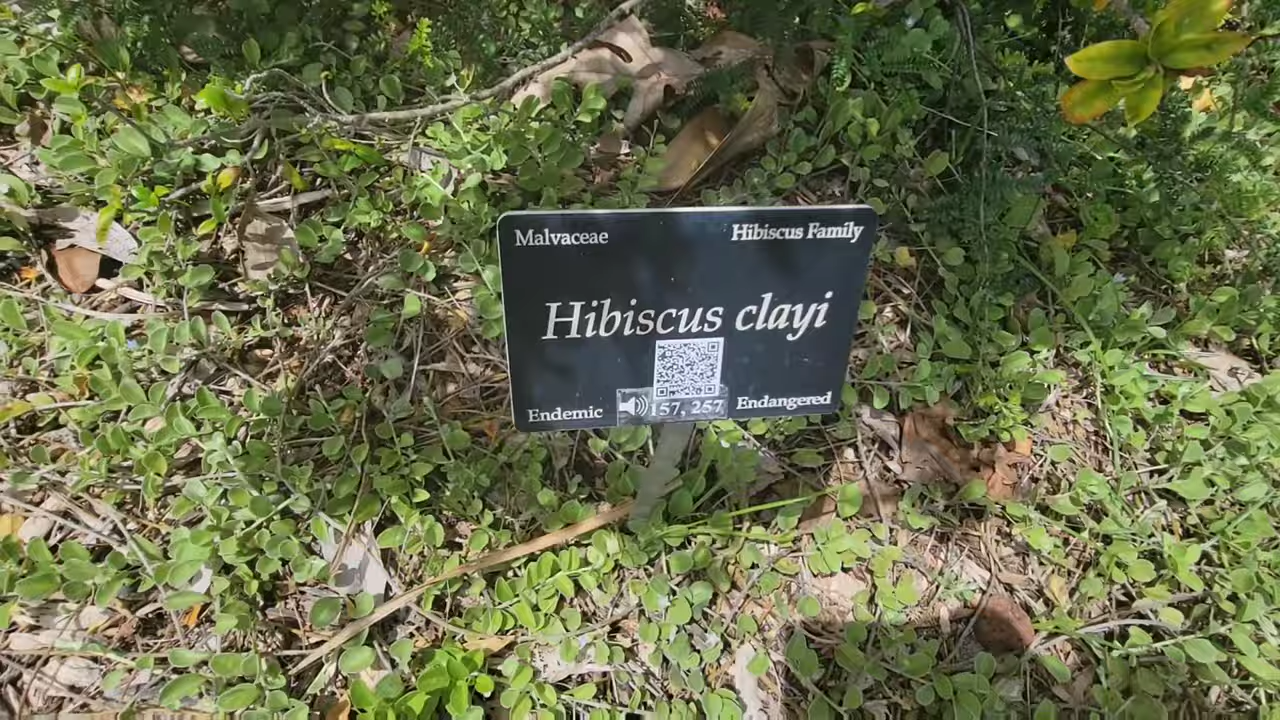 Malvaceae Hibiscus Family
Hibiscus clayi
Endemic 157, 257 Endangered